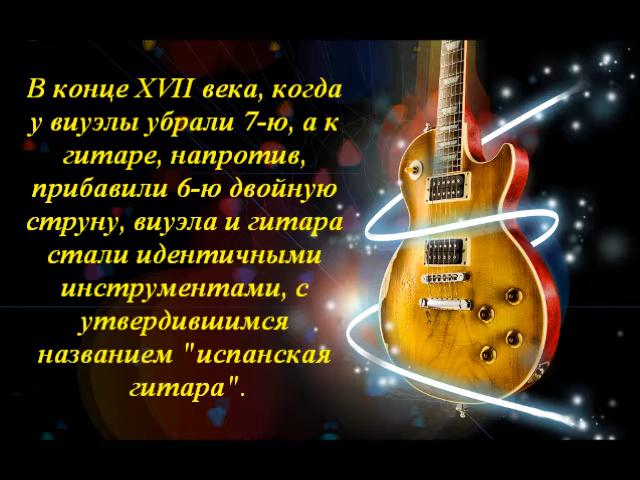 В конце XVII века, когда
у виуэлы убрали 7-ю, а к
гитаре, напротив,
прибавили 6-ю двойную
струну, виуэла и гитара
стали идентичными
инструментами, с
утвердившимся
названием "испанская
гитара".